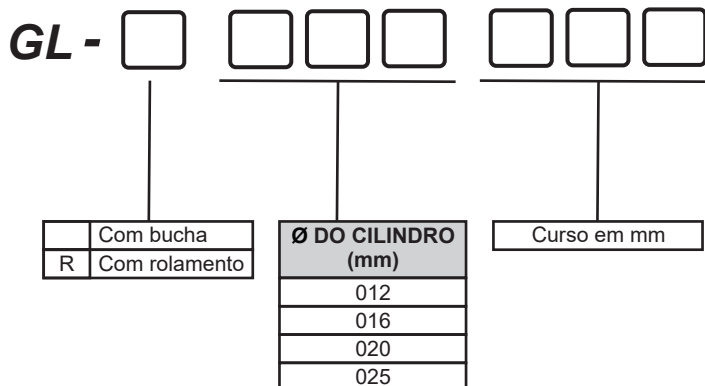 GL -
Com bucha
R Com rolamento
Ø DO CILINDRO
(mm)
012
016
020
025
Curso em mm